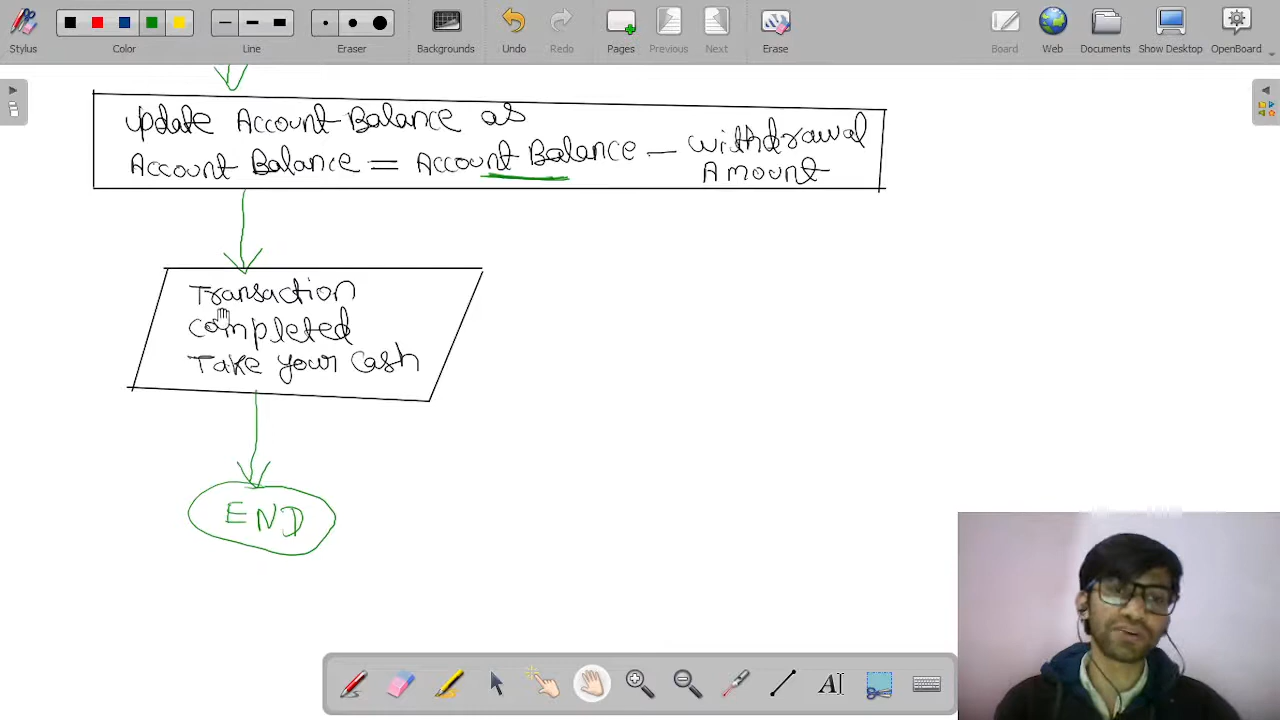 Stylus
Color
Line
Eraser
Backgrounds
Undo
Redo
Pages
Previous
Next
Erase
Board
Web
Documents
Show Desktop
OpenBoard
Update Account Balance as
Account Balance = Account Balance - withdrawal
Amount
Transaction
completed
Take your cash
END
AI